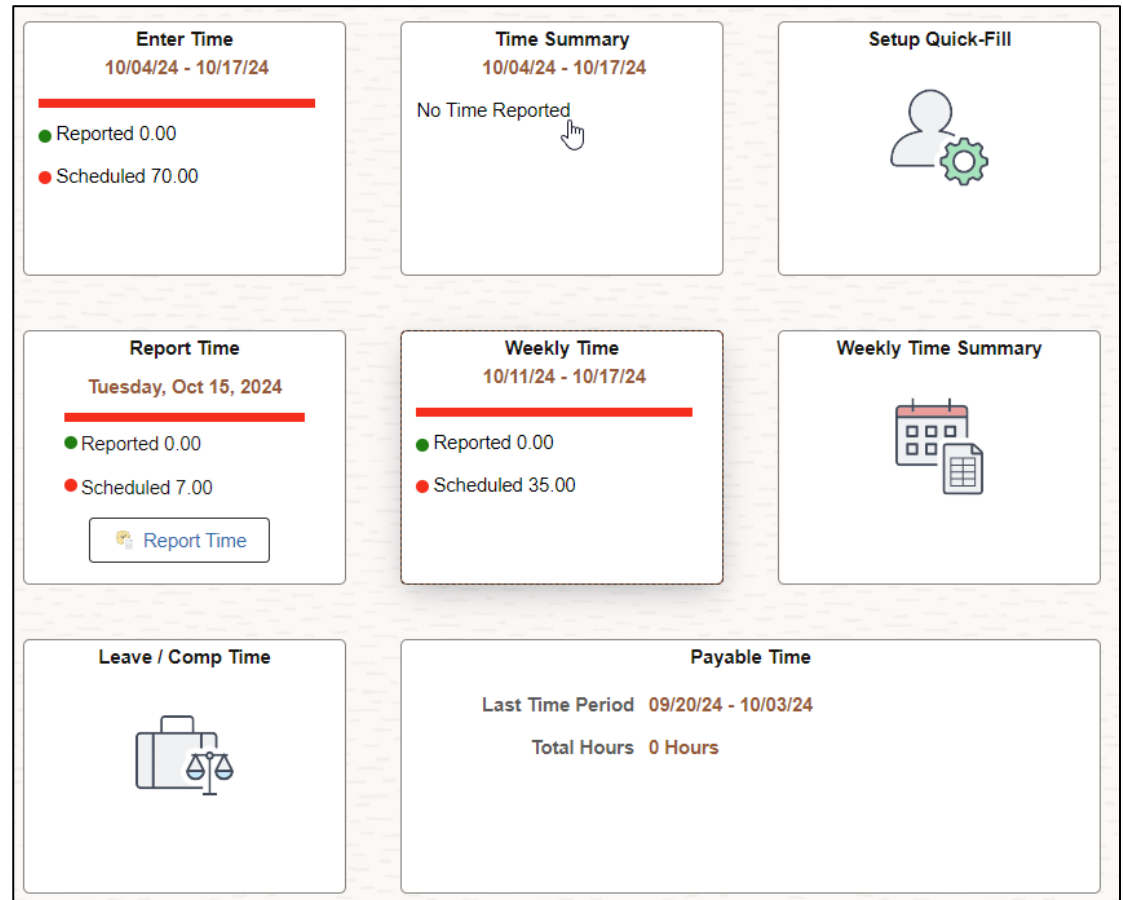 Enter Time
10/04/24 - 10/17/24
Reported 0.00
Scheduled 70.00
Time Summary
10/04/24 - 10/17/24
No Time Reported
Setup Quick-Fill
Report Time
Tuesday, Oct 15, 2024
Reported 0.00
Scheduled 7.00
Report Time
Weekly Time
10/11/24 - 10/17/24
Reported 0.00
Scheduled 35.00
Weekly Time Summary
Leave / Comp Time
Payable Time
Last Time Period 09/20/24 - 10/03/24
Total Hours 0 Hours